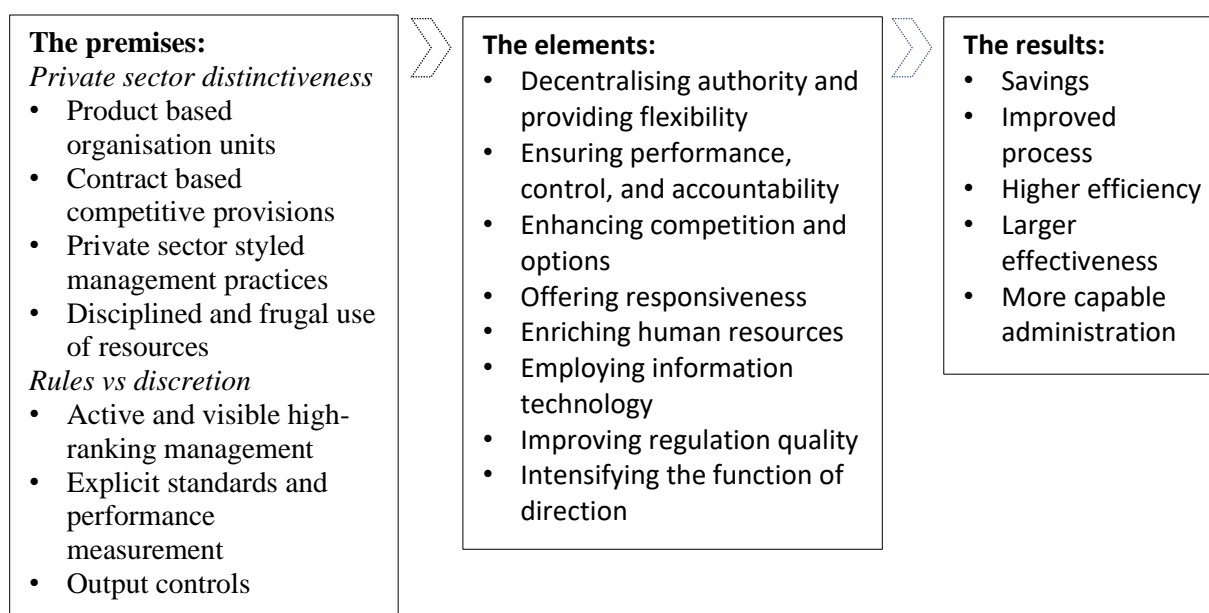 The premises:
Private sector distinctiveness
• Product based
organisation units
• Contract based
competitive provisions
• Private sector styled
management practices
• Disciplined and frugal use
of resources
Rules vs discretion
• Active and visible high-
ranking management
• Explicit standards and
performance
measurement
• Output controls
The elements:
• Decentralising authority and
providing flexibility
• Ensuring performance,
control, and accountability
• Enhancing competition and
options
• Offering responsiveness
• Enriching human resources
• Employing information
technology
• Improving regulation quality
• Intensifying the function of
direction
The results:
• Savings
• Improved
process
• Higher efficiency
• Larger
effectiveness
• More capable
administration